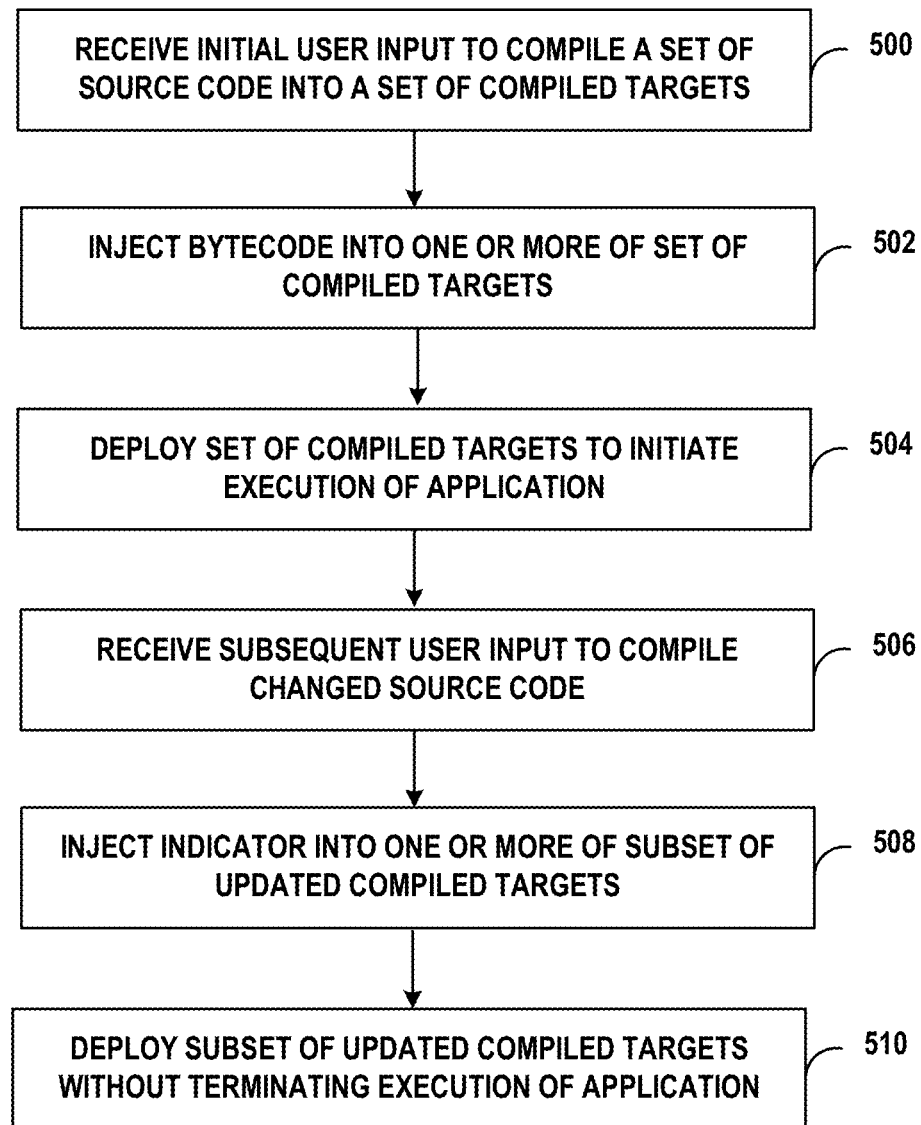 RECEIVE INITIAL USER INPUT TO COMPILE A SET OF
SOURCE CODE INTO A SET OF COMPILED TARGETS
500
INJECT BYTECODE INTO ONE OR MORE OF SET OF
COMPILED TARGETS
502
DEPLOY SET OF COMPILED TARGETS TO INITIATE
EXECUTION OF APPLICATION
504
RECEIVE SUBSEQUENT USER INPUT TO COMPILE
CHANGED SOURCE CODE
506
INJECT INDICATOR INTO ONE OR MORE OF SUBSET OF
UPDATED COMPILED TARGETS
508
DEPLOY SUBSET OF UPDATED COMPILED TARGETS
WITHOUT TERMINATING EXECUTION OF APPLICATION
510